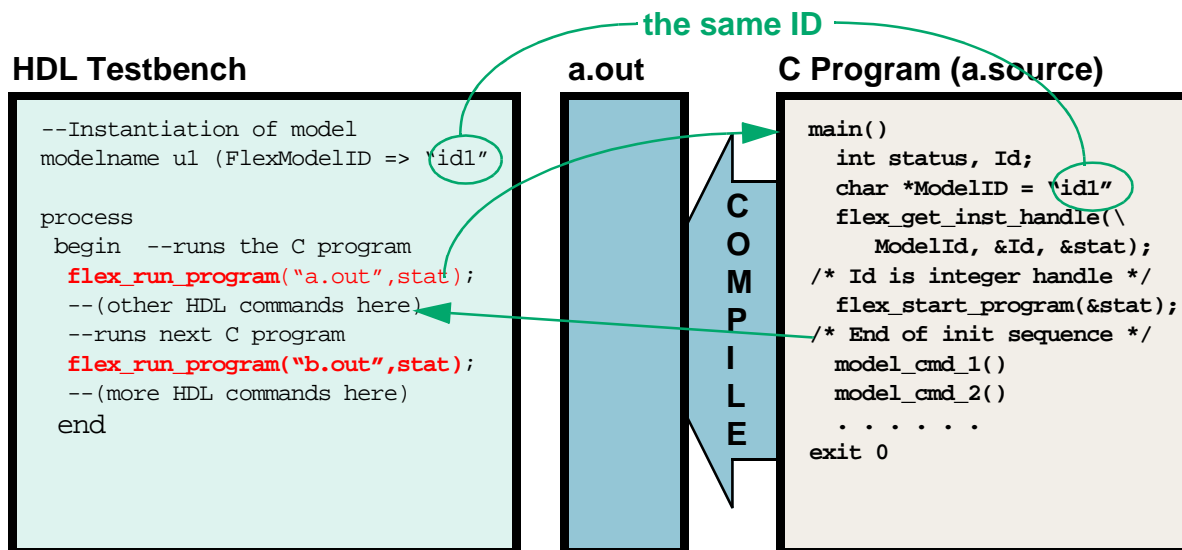 the same ID
HDL Testbench
--Instantiation of model
modelname u1 (FlexModelID => “id1”
process
begin --runs the C program
flex_run_program(“a.out”,stat);
--(other HDL commands here)
--runs next C program
flex_run_program(“b.out”,stat);
--(more HDL commands here)
end
a.out
COMPILE
C Program (a.source)
main()
int status, Id;
char *ModelID = “id1”
flex_get_inst_handle(\
ModelId, &Id, &stat);
/* Id is integer handle */
flex_start_program(&stat);
/* End of init sequence */
model_cmd_1()
model_cmd_2()
. . . . . .
exit 0